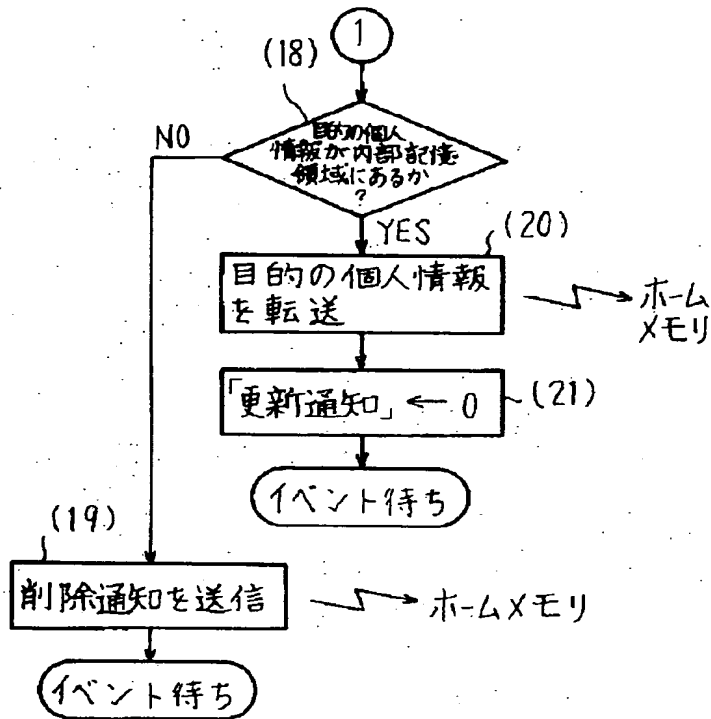 1
(18)
目的の個人
情報が内部記憶
領域にあるか
?
NO
YES
(20)
目的の個人情報
を転送
ホーム
メモリ
「更新通知」 ← 0
(21)
イベント待ち
(19)
削除通知を送信
ホームメモリ
イベント待ち